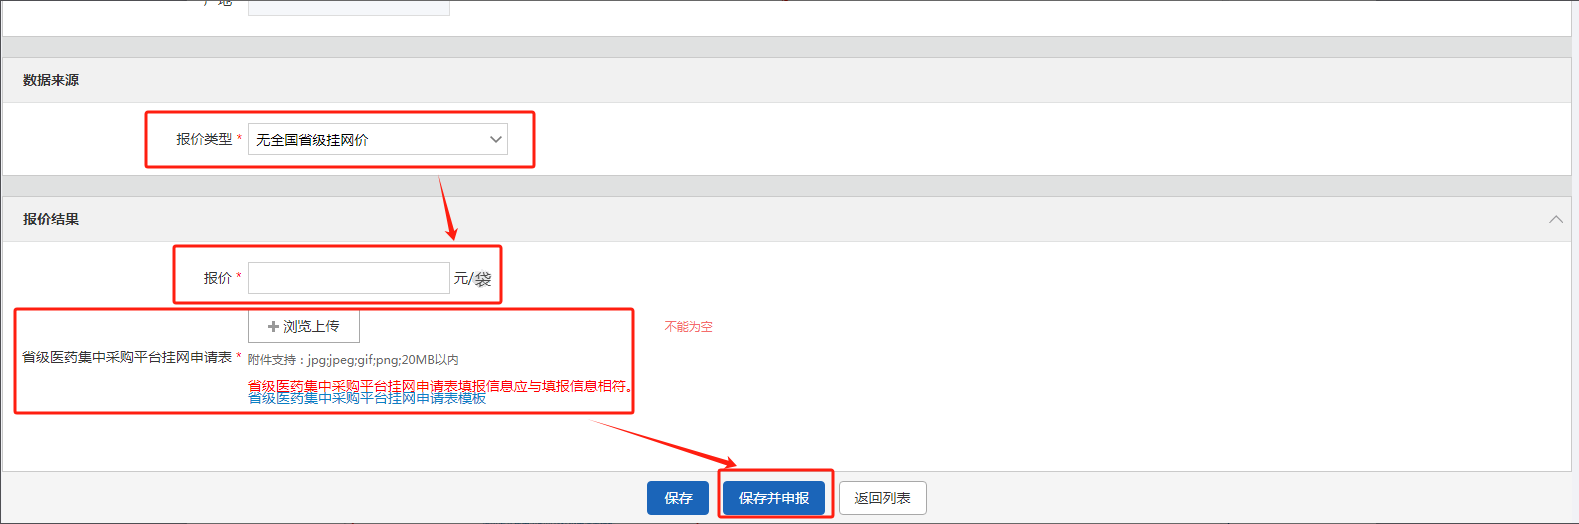 产地
数据来源
报价类型 * 无全国省级挂网价
报价结果
报价 * 元/袋
浏览上传
不能为空
省级医药集中采购平台挂网申请表 * 附件支持：jpg;jpeg;gif;png;20MB以内
省级医药集中采购平台挂网申请表填报信息应与填报信息相符。
省级医药集中采购平台挂网申请表模板
保存 保存并申报 返回列表